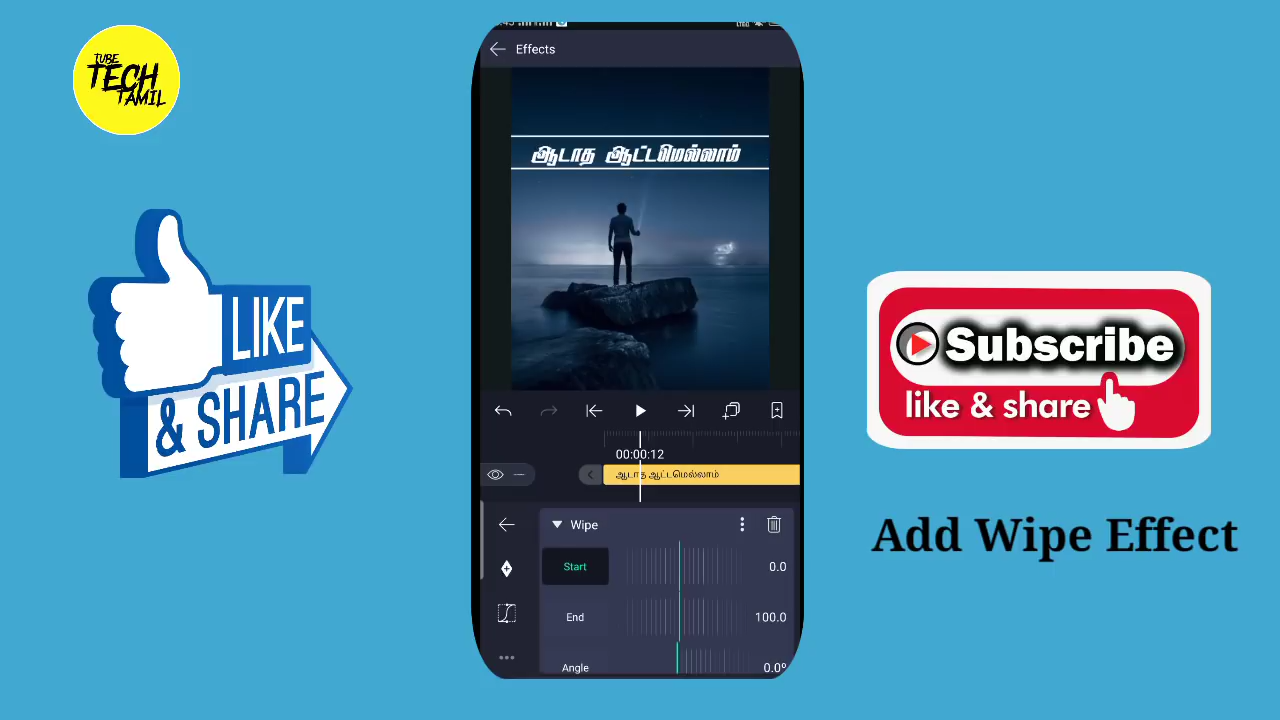 TUBE
TECH
TAMIL
LIKE
& SHARE
Effects
ஆடாத ஆட்டமெல்லாம்
00:00:12
ஆடாத ஆட்டமெல்லாம்
Wipe
Start
0.0
End
100.0
Angle
0.0°
Subscribe
like & share
Add Wipe Effect